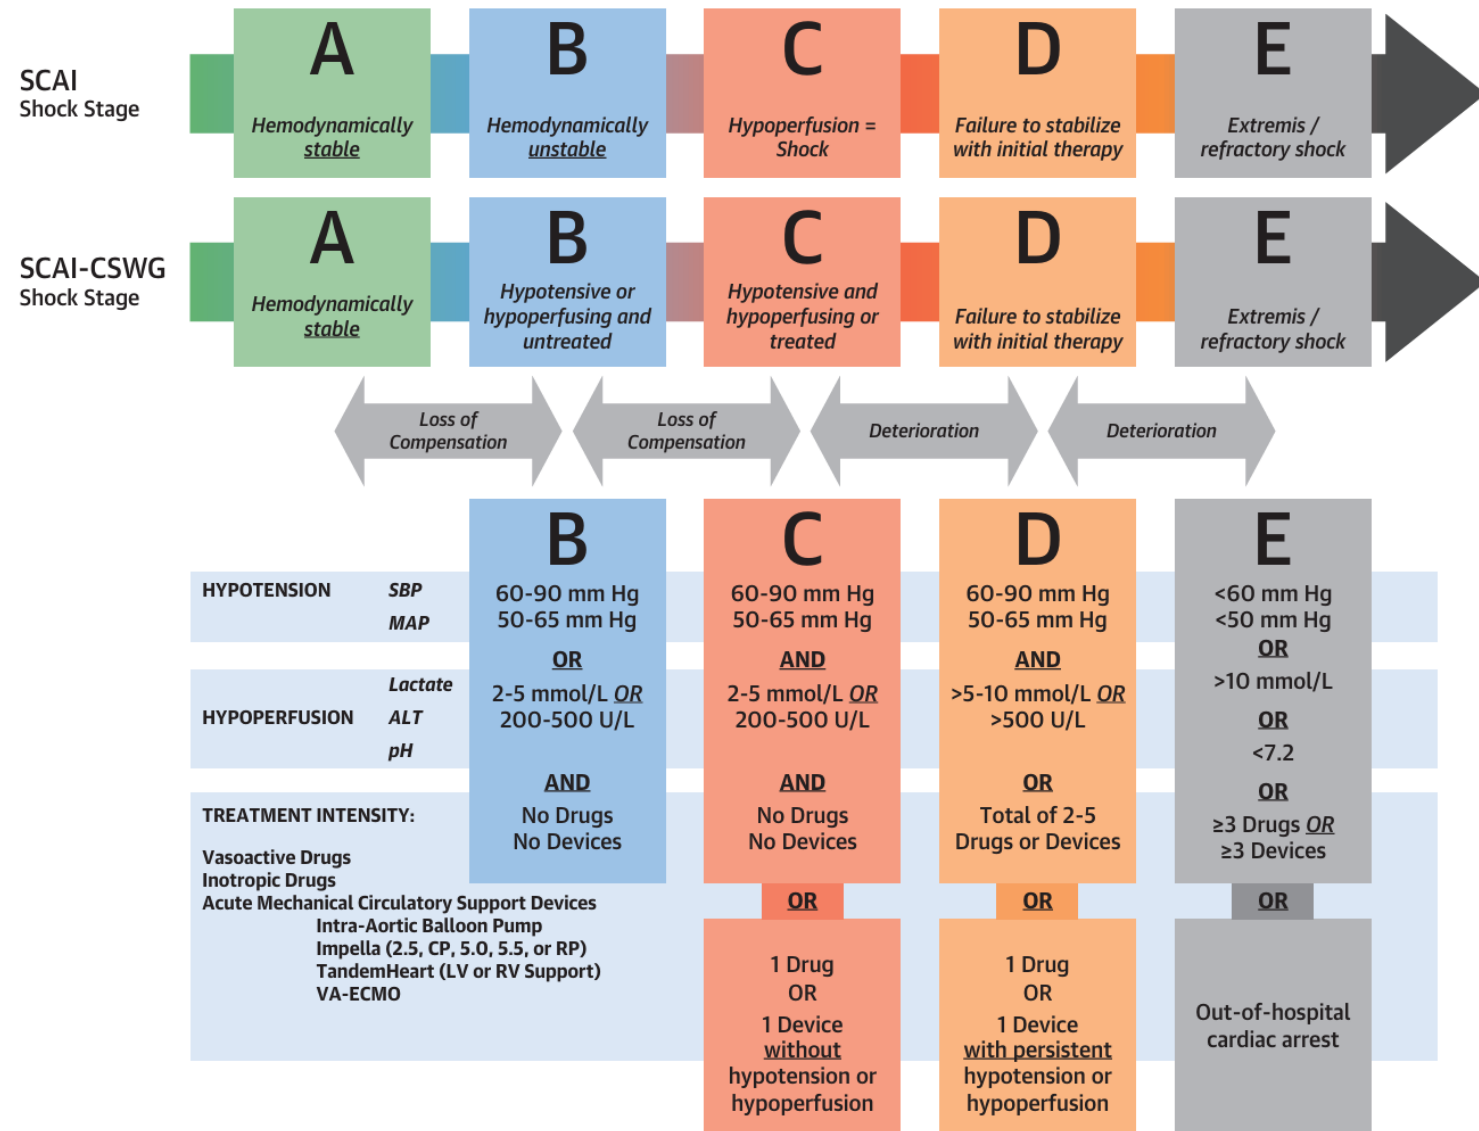 SCAI
Shock Stage
A
Hemodynamically
stable
B
Hemodynamically
unstable
C
Hypoperfusion =
Shock
D
Failure to stabilize
with initial therapy
E
Extremis /
refractory shock
SCAI-CSWG
Shock Stage
A
Hemodynamically
stable
B
Hypotensive or
hypoperfusing and
untreated
C
Hypotensive and
hypoperfusing or
treated
D
Failure to stabilize
with initial therapy
E
Extremis /
refractory shock
Loss of
Compensation
Loss of
Compensation
Deterioration
Deterioration
HYPOTENSION
SBP
MAP
HYPOPERFUSION
Lactate
ALT
pH
TREATMENT INTENSITY:
Vasoactive Drugs
Inotropic Drugs
Acute Mechanical Circulatory Support Devices
Intra-Aortic Balloon Pump
Impella (2.5, CP, 5.0, 5.5, or RP)
TandemHeart (LV or RV Support)
VA-ECMO
B
60-90 mm Hg
50-65 mm Hg
OR
2-5 mmol/L OR
200-500 U/L
AND
No Drugs
No Devices
C
60-90 mm Hg
50-65 mm Hg
AND
2-5 mmol/L OR
200-500 U/L
AND
No Drugs
No Devices
OR
1 Drug
OR
1 Device
without
hypotension or
hypoperfusion
D
60-90 mm Hg
50-65 mm Hg
AND
>5-10 mmol/L OR
>500 U/L
OR
Total of 2-5
Drugs or Devices
OR
1 Drug
OR
1 Device
with persistent
hypotension or
hypoperfusion
E
<60 mm Hg
<50 mm Hg
OR
>10 mmol/L
OR
<7.2
OR
≥3 Drugs OR
≥3 Devices
OR
Out-of-hospital
cardiac arrest